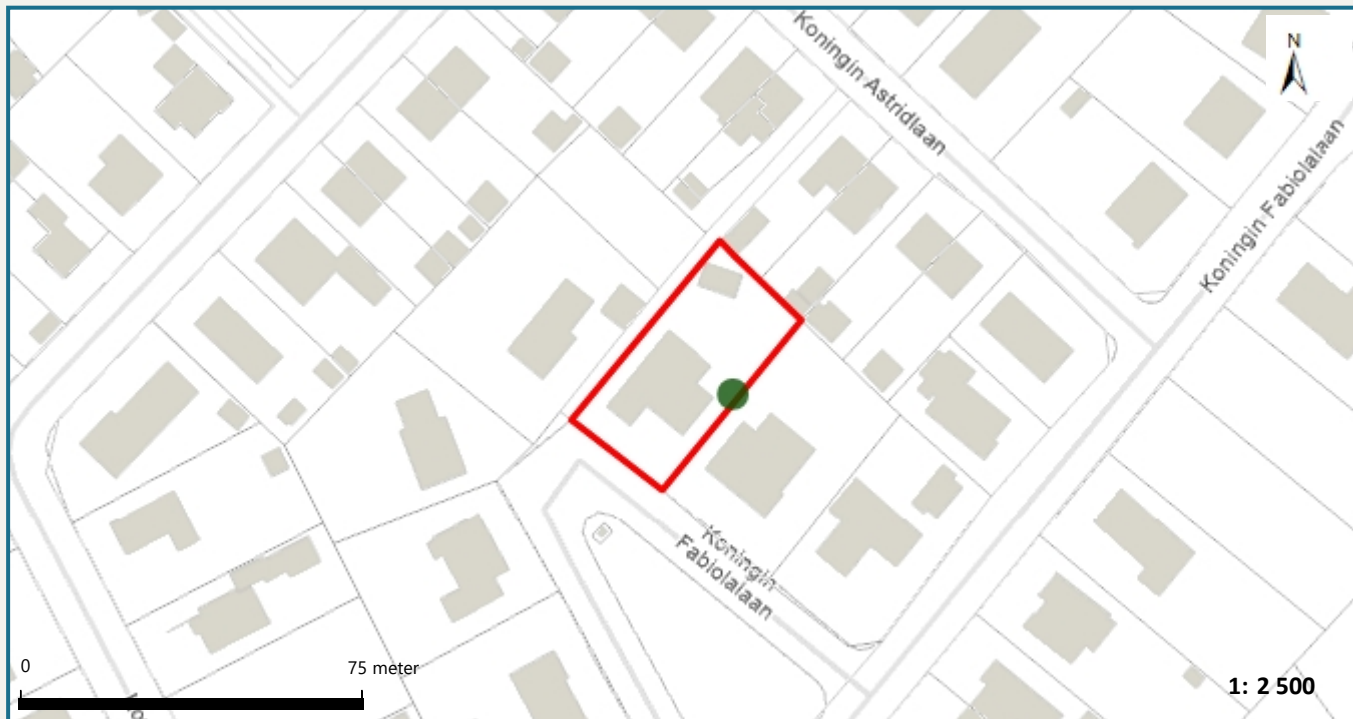 Koningin Astridlaan
N
Koningin Fabiolalaan
Koningin
Fabiolalaan
0
75 meter
1: 2 500